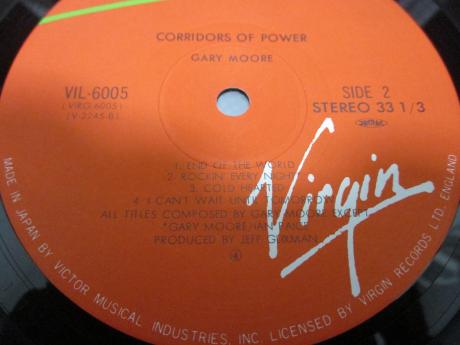 CORRIDORS OF POWER
GARY MOORE
VIL-6005
(VIRG 6005)
(V-2245-B)
SIDE 2
STEREO 33 1/3
1. END OF THE WORLD
2. ROCKIN' EVERY NIGHT
3. COLD HEARTED
4. I CAN'T WAIT UNTIL TOMORROW
ALL TITLES COMPOSED BY GARY MOORE EXCEPT
*GARY MOORE/IAN PAICE
PRODUCED BY JEFF GLIXMAN
4
Virgin
MADE IN JAPAN BY VICTOR MUSICAL INDUSTRIES, INC. LICENSED BY VIRGIN RECORDS LTD. ENGLAND